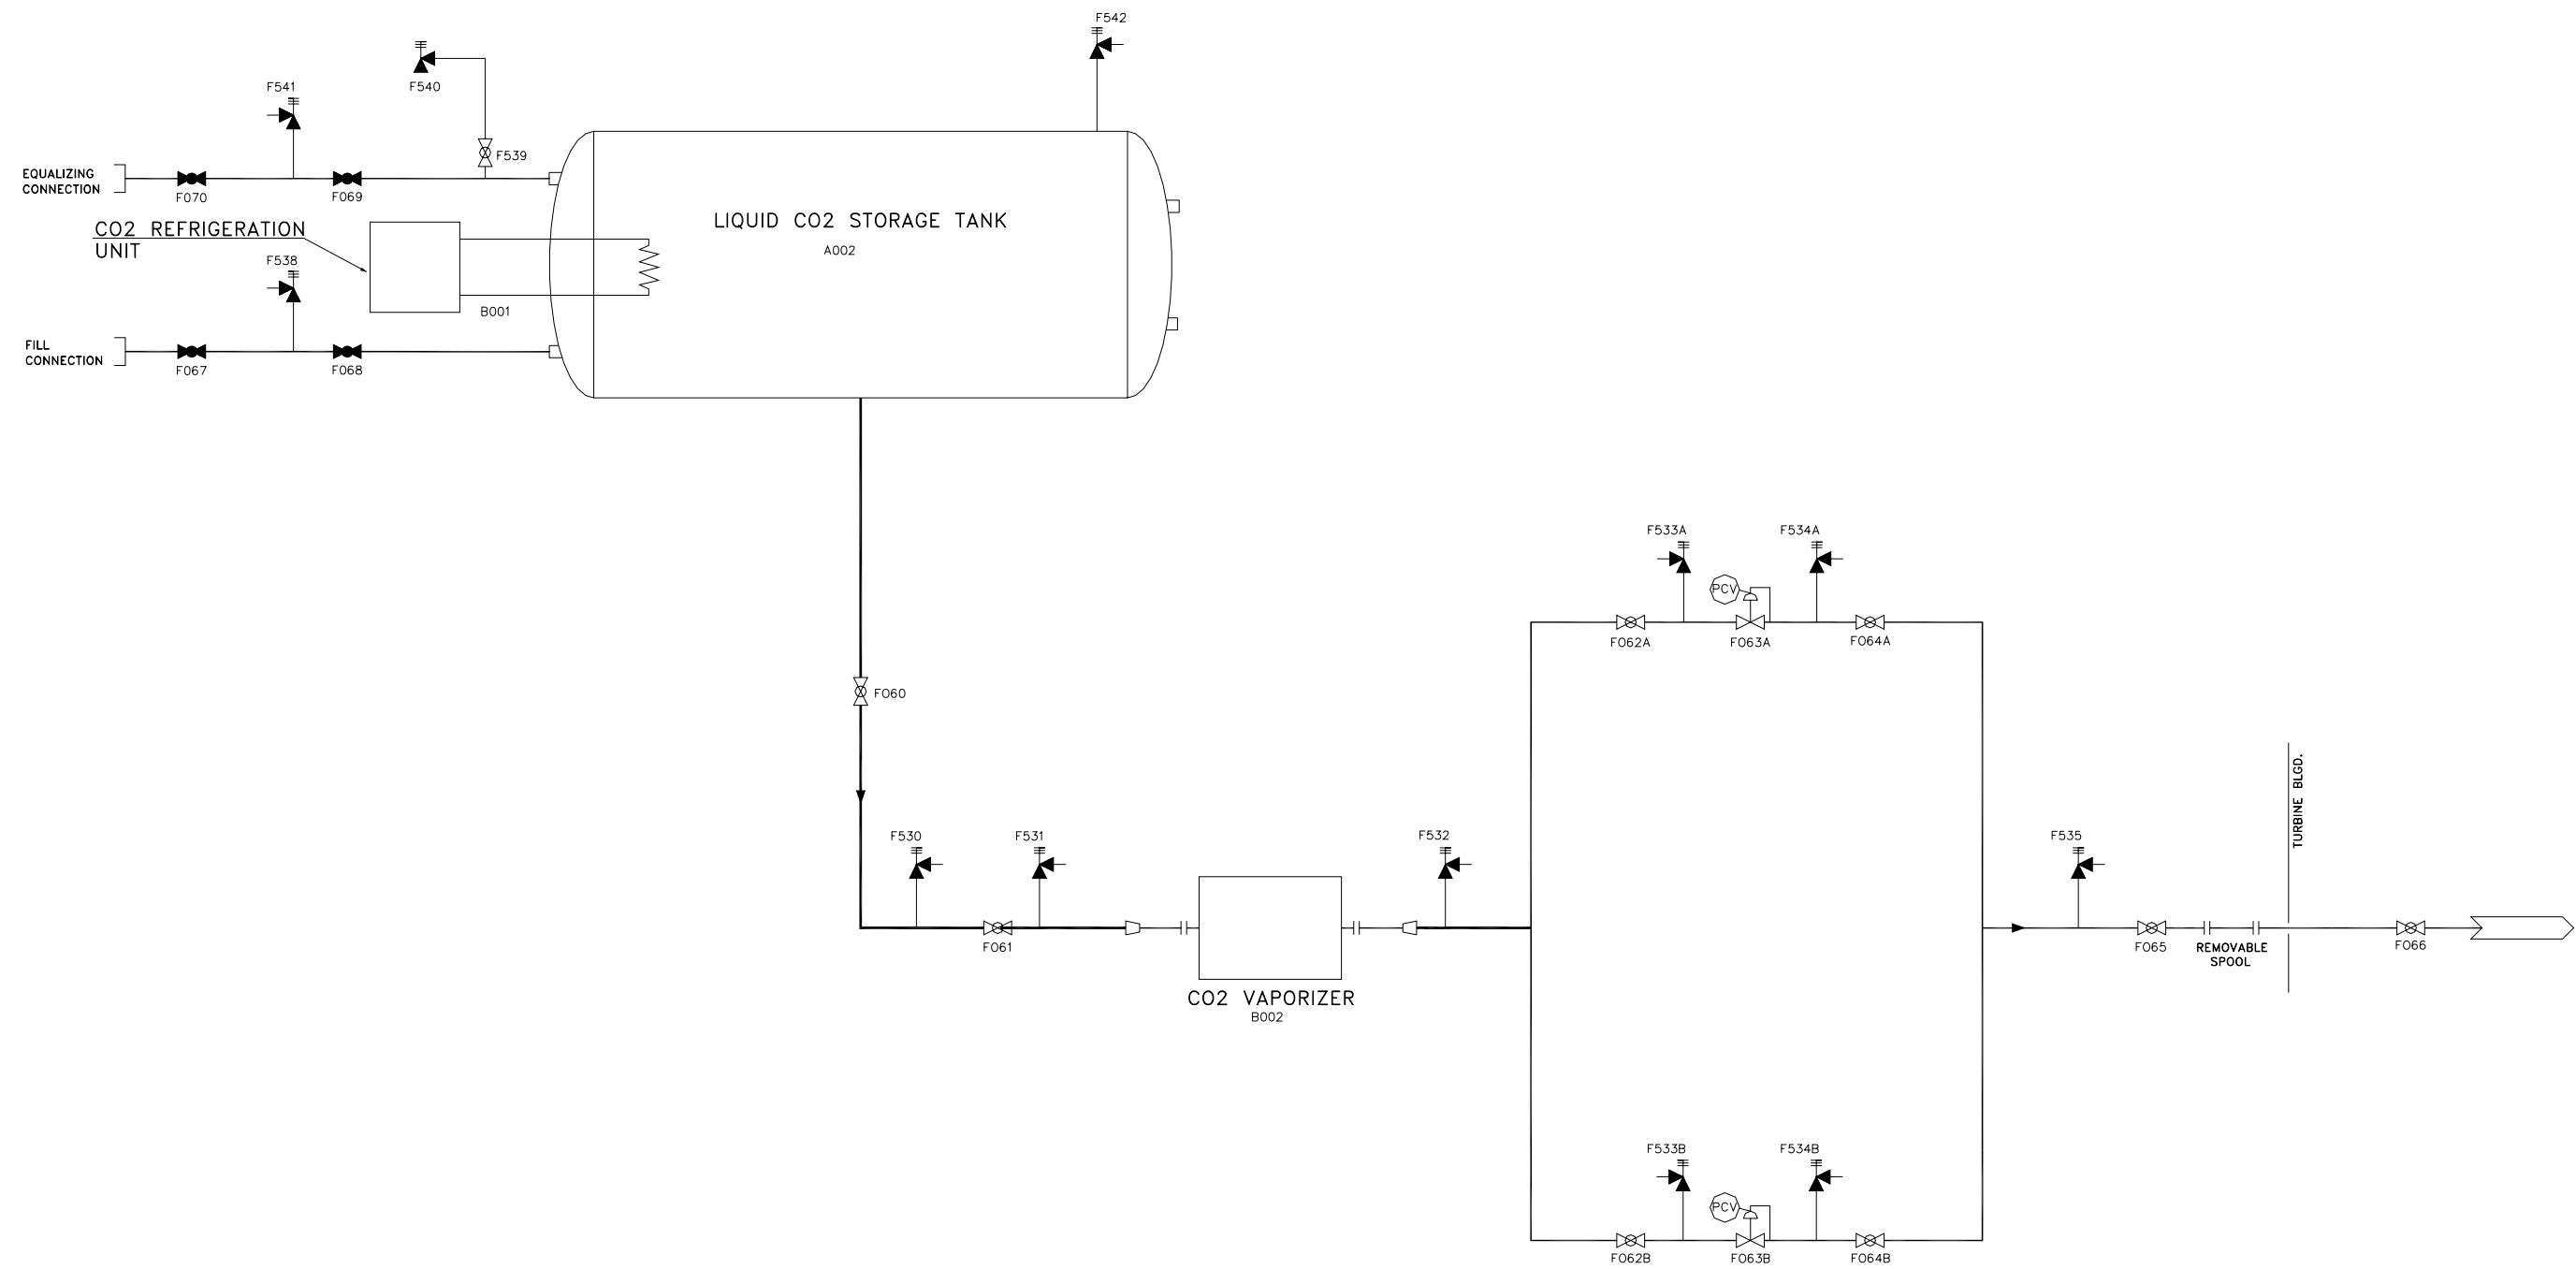 F542
F541
F540
F539
EQUALIZING
CONNECTION
F070
F069
CO2 REFRIGERATION
UNIT
LIQUID CO2 STORAGE TANK
A002
F538
B001
FILL
CONNECTION
F067
F068
F533A
F534A
PCV
F062A
F063A
F064A
F060
TURBINE BLGD.
F530
F531
F532
F535
F061
F065
REMOVABLE
SPOOL
F066
CO2 VAPORIZER
B002
F533B
F534B
PCV
F062B
F063B
F064B